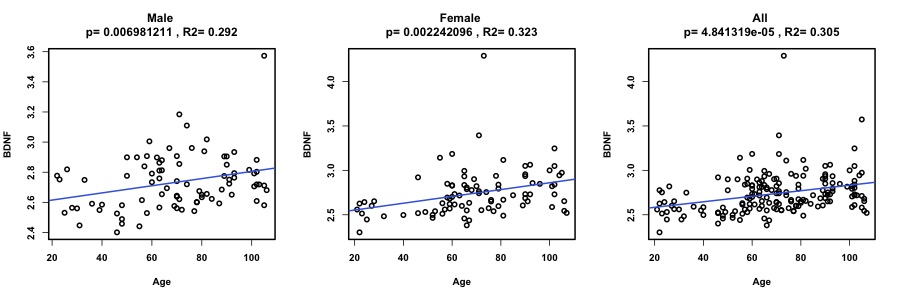 Male
p= 0.006981211 , R2= 0.292
BDNF
3.6
3.4
3.2
3.0
2.8
2.6
2.4
20 40 60 80 100
Age
Female
p= 0.002242096 , R2= 0.323
BDNF
4.0
3.5
3.0
2.5
20 40 60 80 100
Age
All
p= 4.841319e-05 , R2= 0.305
BDNF
4.0
3.5
3.0
2.5
20 40 60 80 100
Age